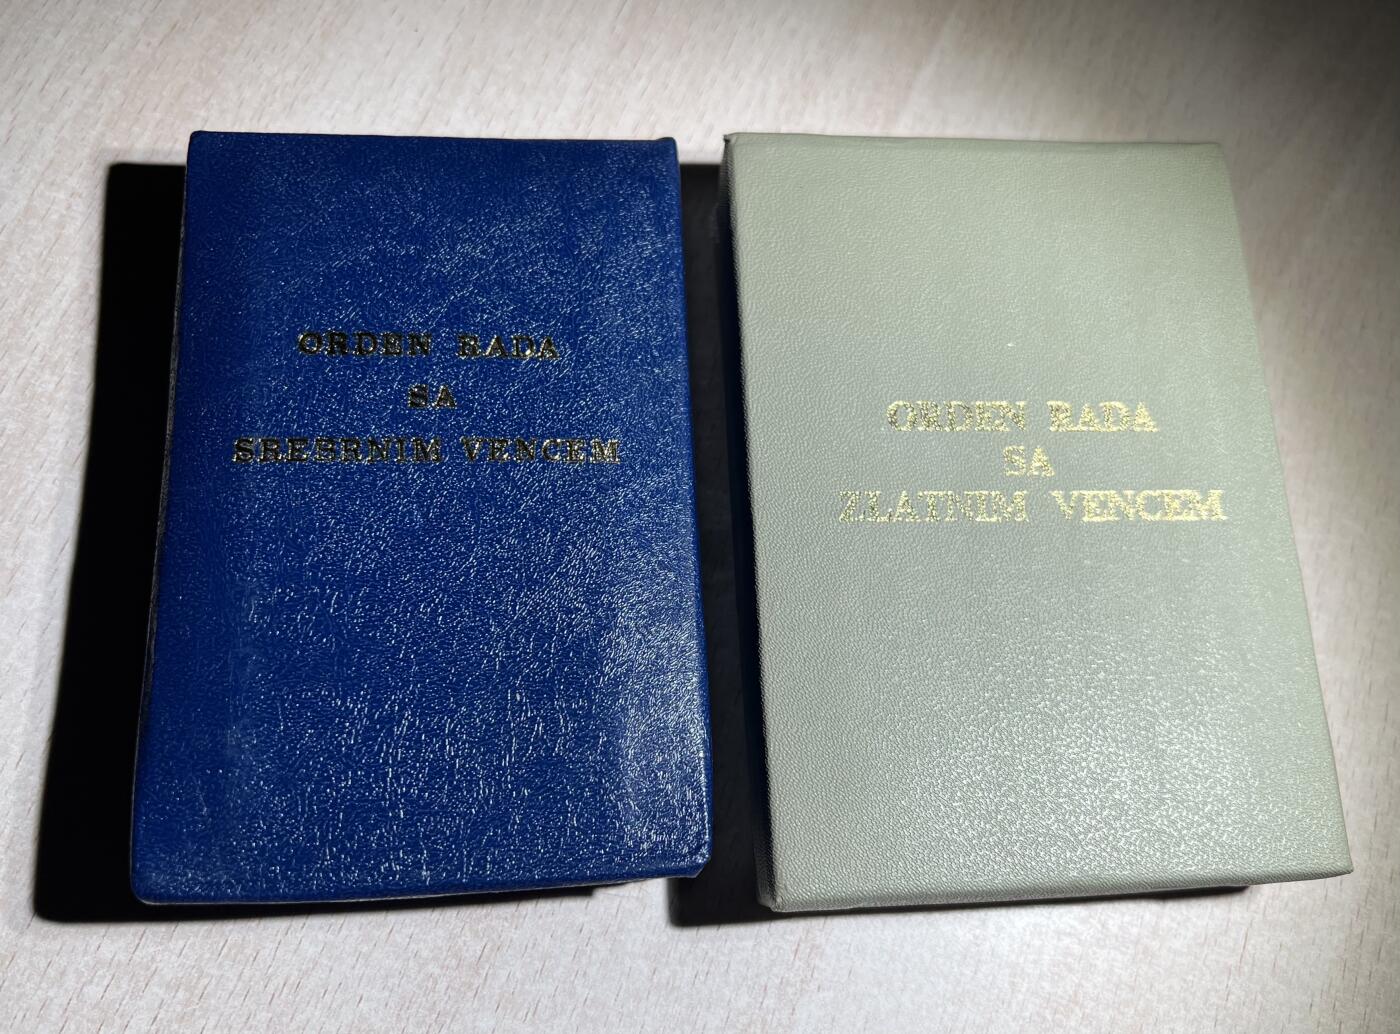 ORDEN RADA
SA
SREBRNIM VENCEM
ORDEN RADA
SA
ZLATNIM VENCEM